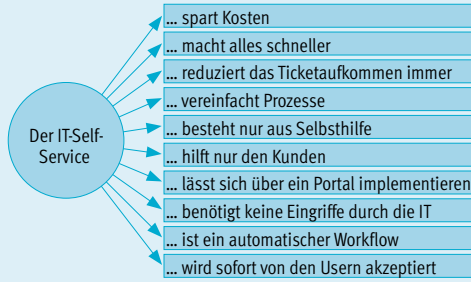 Der IT-Self-
Service
... spart Kosten
... macht alles schneller
... reduziert das Ticketaufkommen immer
... vereinfacht Prozesse
... besteht nur aus Selbsthilfe
... hilft nur den Kunden
... lässt sich über ein Portal implementieren
... benötigt keine Eingriffe durch die IT
... ist ein automatischer Workflow
... wird sofort von den Usern akzeptiert